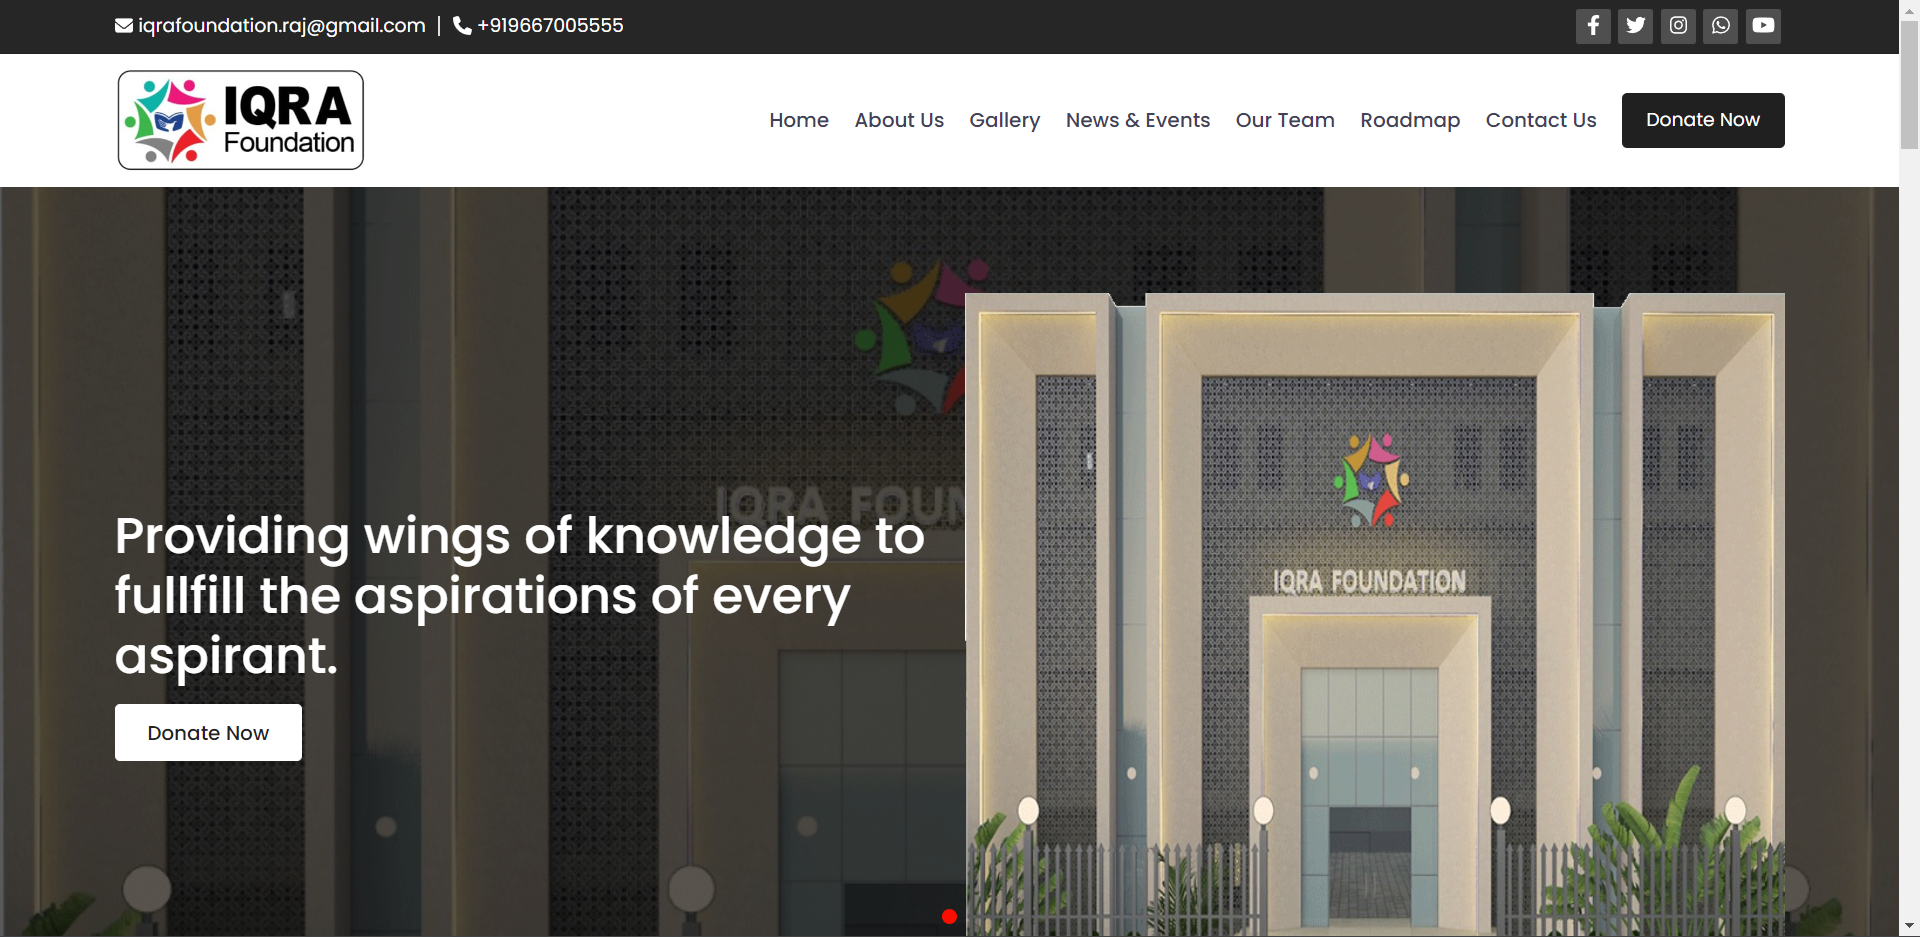 iqrafoundation.raj@gmail.com | +919667005555
IQRA
Foundation
Home About Us Gallery News & Events Our Team Roadmap Contact Us Donate Now
IQRA FOUN
Providing wings of knowledge to
fullfill the aspirations of every
aspirant.
Donate Now
IQRA FOUNDATION